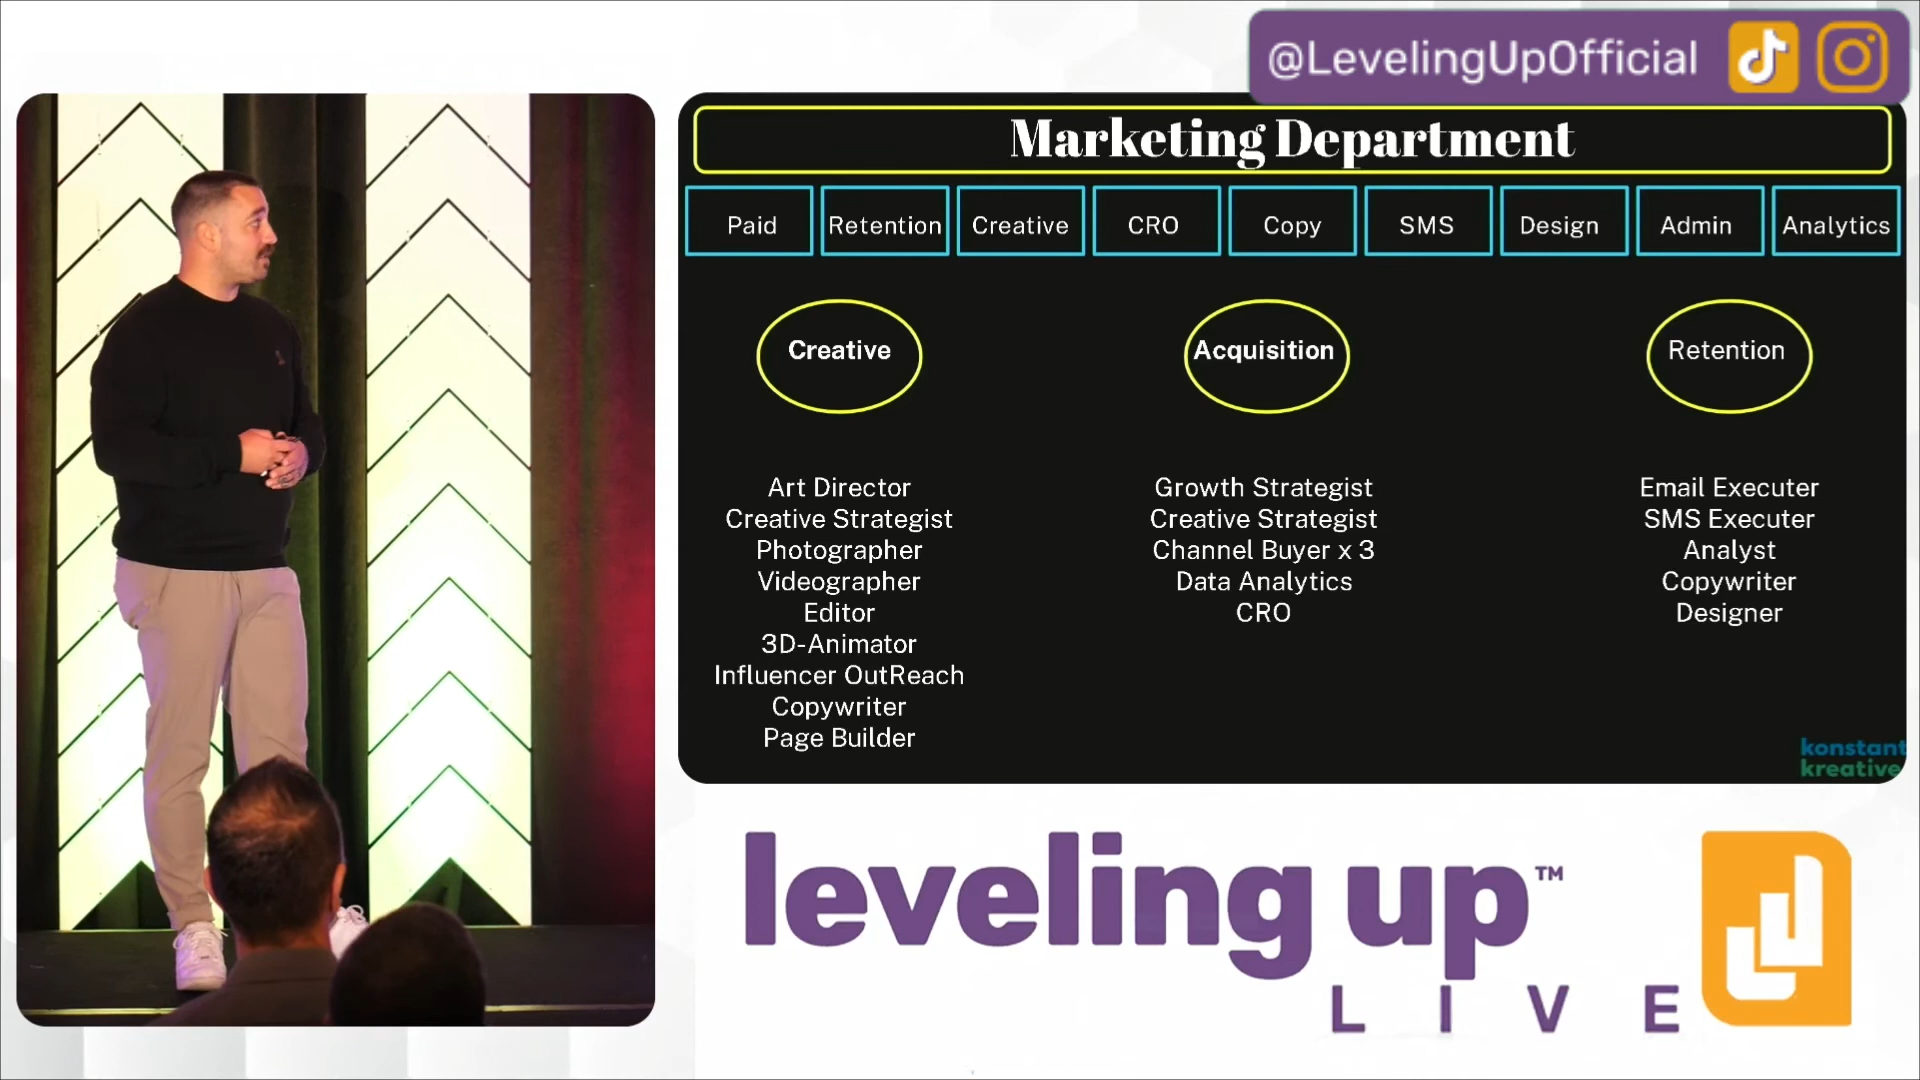 @LevelingUpOfficial
Marketing Department
Paid
Retention
Creative
CRO
Copy
SMS
Design
Admin
Analytics
Creative
Art Director
Creative Strategist
Photographer
Videographer
Editor
3D-Animator
Influencer OutReach
Copywriter
Page Builder
Acquisition
Growth Strategist
Creative Strategist
Channel Buyer x 3
Data Analytics
CRO
Retention
Email Executer
SMS Executer
Analyst
Copywriter
Designer
konstant
kreative
leveling up™
LIVE